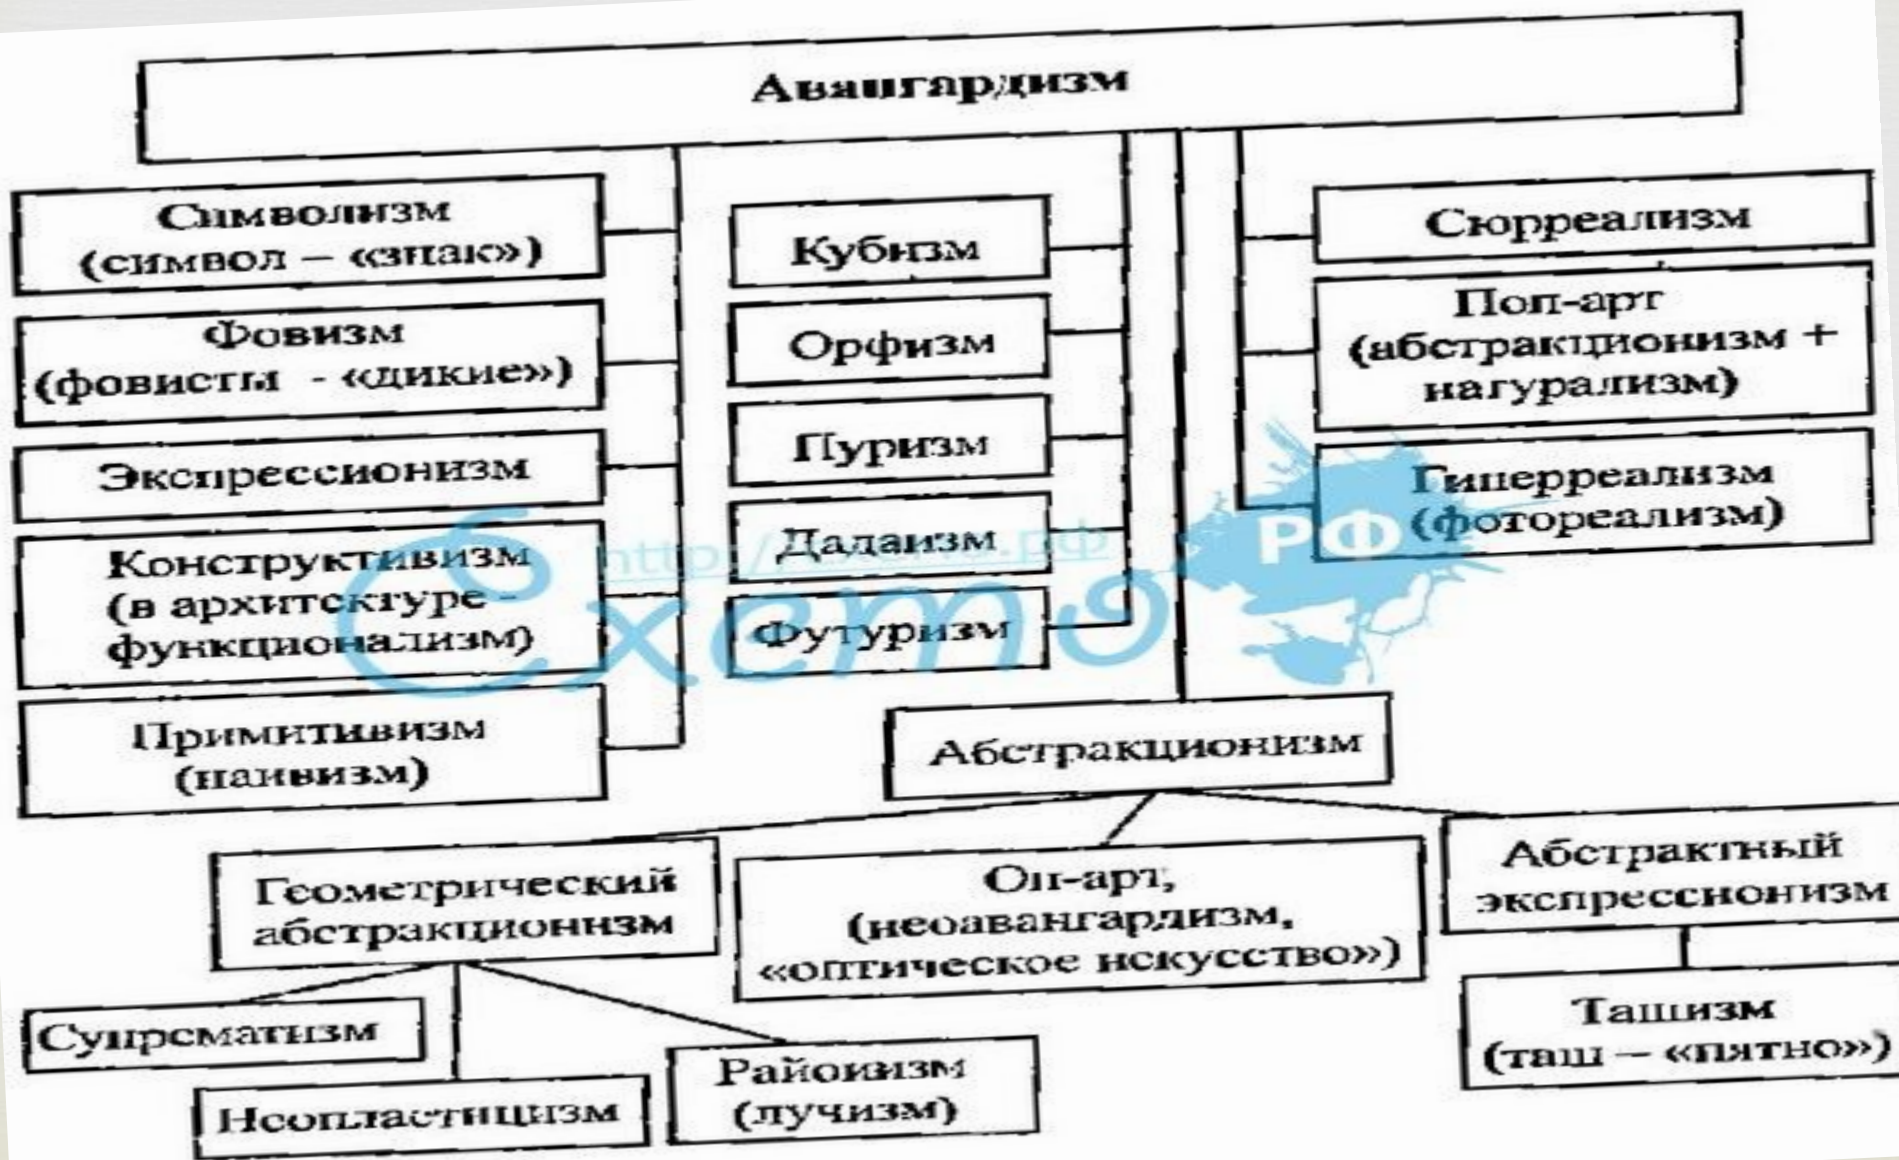 Авангардизм
Символизм
(символ – «знак»)
Фовизм
(фовисты - «дикие»)
Экспрессионизм
Конструктивизм
(в архитектуре -
функционализм)
Примитивизм
(наивизм)
Кубизм
Орфизм
Пуризм
Дадаизм
Футуризм
Сюрреализм
Поп-арт
(абстракционизм +
натурализм)
Гиперреализм
(фотореализм)
Абстракционизм
Геометрический
абстракционизм
Оп-арт,
(неоавангардизм,
«оптическое искусство»)
Абстрактный
экспрессионизм
Супрематизм
Неопластицизм
Районизм
(лучизм)
Ташизм
(таш – «пятно»)
Схемо
РФ